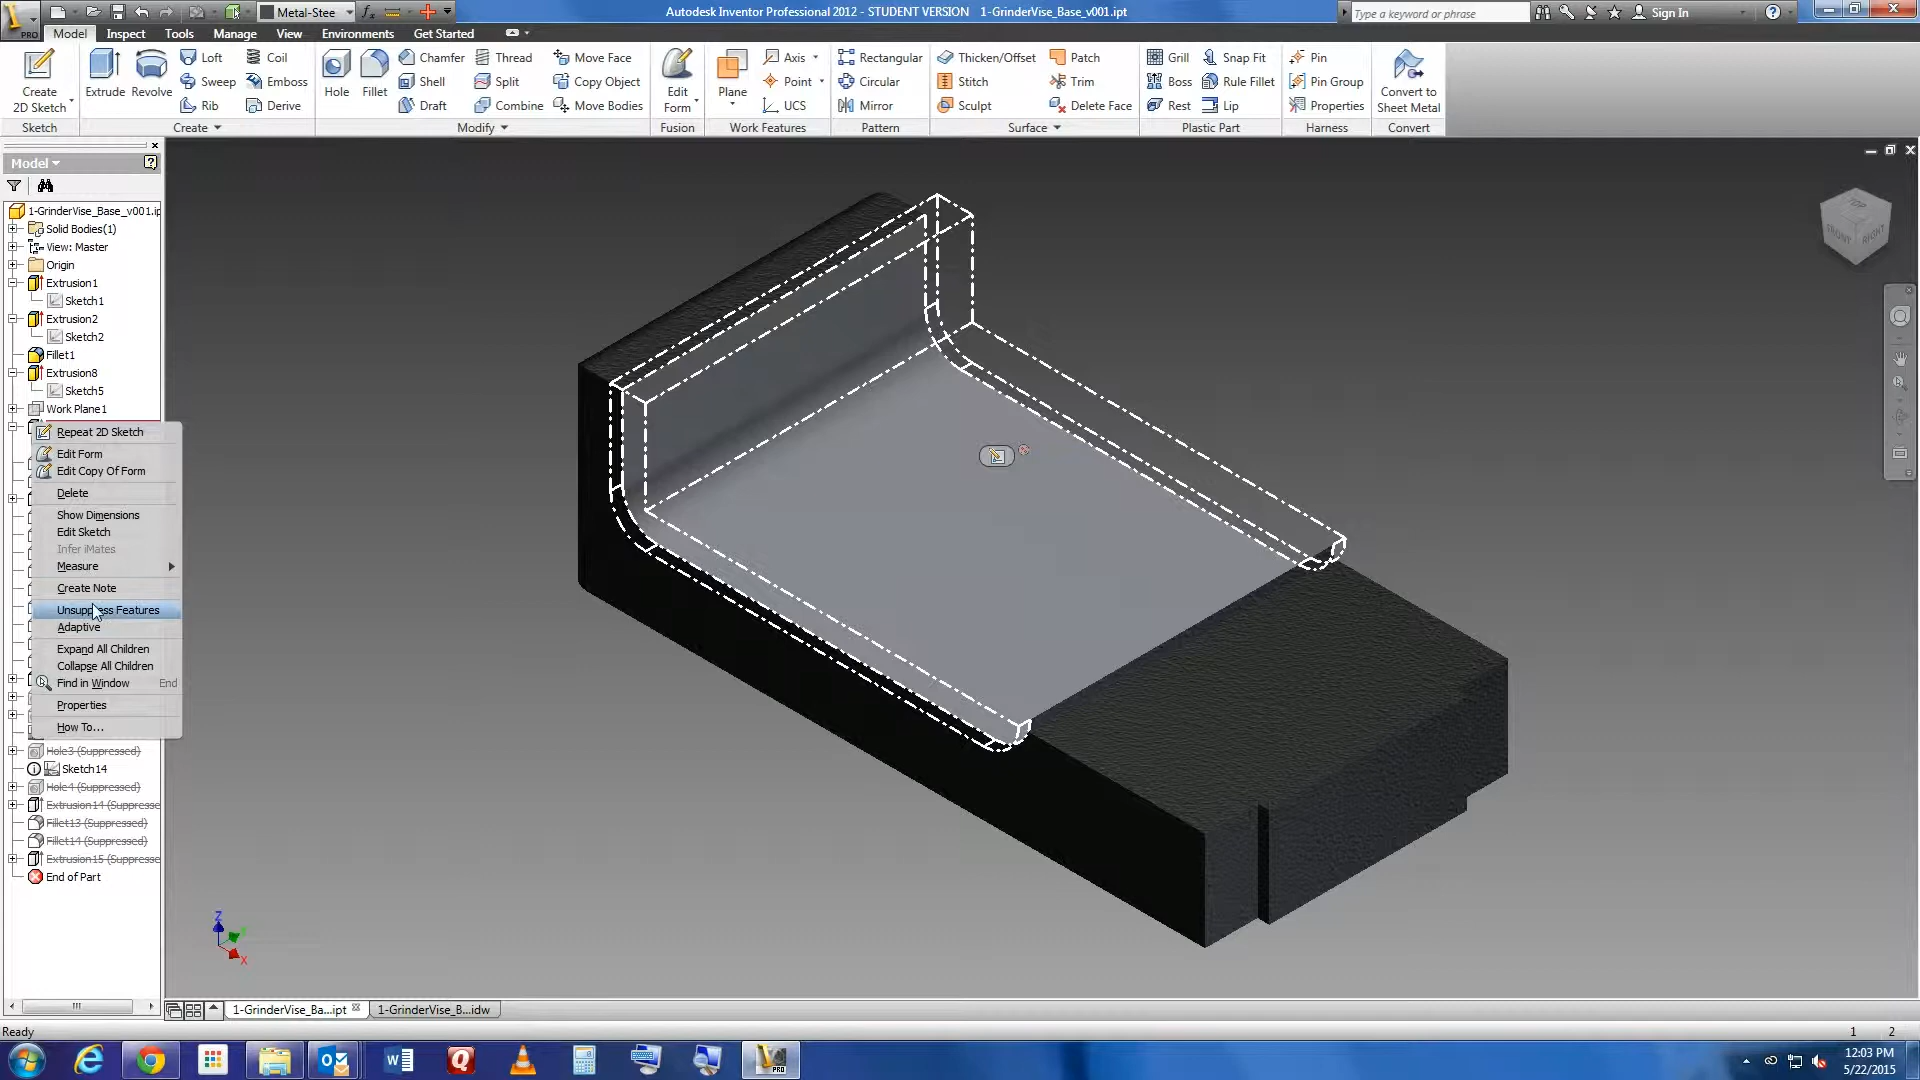 Metal-Stee
Autodesk Inventor Professional 2012 - STUDENT VERSION 1-GrinderVise_Base_v001.ipt
Type a keyword or phrase
Sign In
PRO
Model Inspect Tools Manage View Environments Get Started
Create 2D Sketch
Extrude
Revolve
Loft
Sweep
Rib
Coil
Emboss
Derive
Hole
Fillet
Chamfer
Shell
Draft
Thread
Split
Combine
Move Face
Copy Object
Move Bodies
Edit Form
Plane
Axis
Point
UCS
Rectangular
Circular
Mirror
Thicken/Offset
Stitch
Sculpt
Patch
Trim
Delete Face
Grill
Boss
Rest
Snap Fit
Rule Fillet
Lip
Pin
Pin Group
Properties
Convert to Sheet Metal
Sketch
Create
Modify
Fusion
Work Features
Pattern
Surface
Plastic Part
Harness
Convert
Model
1-GrinderVise_Base_v001.ip
Solid Bodies(1)
View: Master
Origin
Extrusion1
Sketch1
Extrusion2
Sketch2
Fillet1
Extrusion8
Sketch5
Work Plane1
Repeat 2D Sketch
Edit Form
Edit Copy Of Form
Delete
Show Dimensions
Edit Sketch
Infer iMates
Measure
Create Note
Unsuppress Features
Adaptive
Expand All Children
Collapse All Children
Find in Window End
Properties
How To...
Hole3 (Suppressed)
Sketch14
Hole4 (Suppressed)
Extrusion14 (Suppresse
Fillet13 (Suppressed)
Fillet14 (Suppressed)
Extrusion15 (Suppresse
End of Part
TOP
FRONT
RIGHT
Z
X
1-GrinderVise_Ba...ipt
1-GrinderVise_B...idw
Ready
1 2
PRO
12:03 PM
5/22/2015